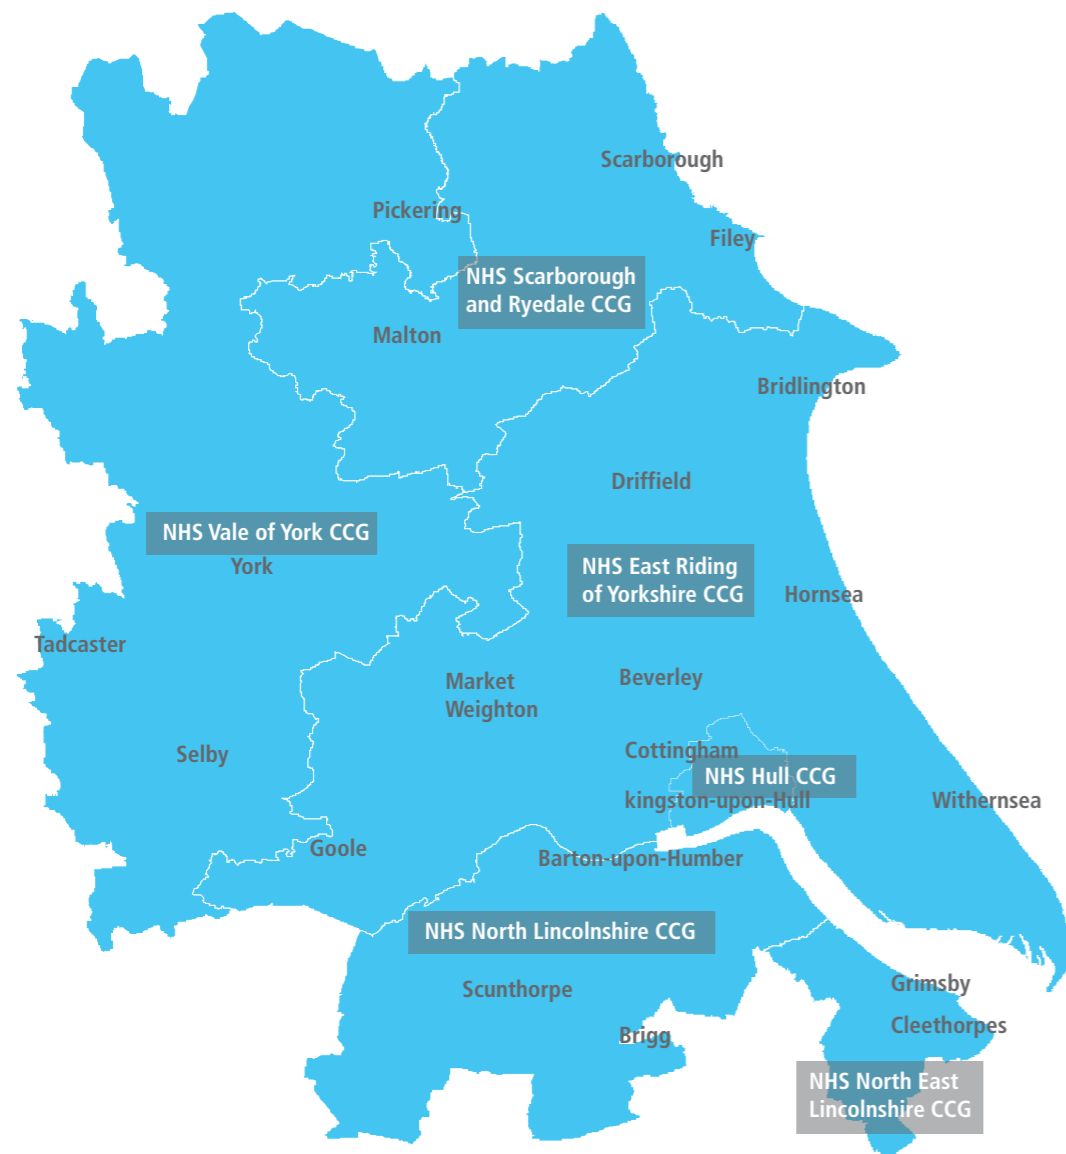 Scarborough
Pickering
Filey
NHS Scarborough
and Ryedale CCG
Malton
Bridlington
Driffield
NHS Vale of York CCG
York
NHS East Riding
of Yorkshire CCG
Hornsea
Tadcaster
Market
Weighton
Beverley
Selby
Cottingham
NHS Hull CCG
kingston-upon-Hull
Withernsea
Goole
Barton-upon-Humber
NHS North Lincolnshire CCG
Scunthorpe
Grimsby
Cleethorpes
Brigg
NHS North East
Lincolnshire CCG